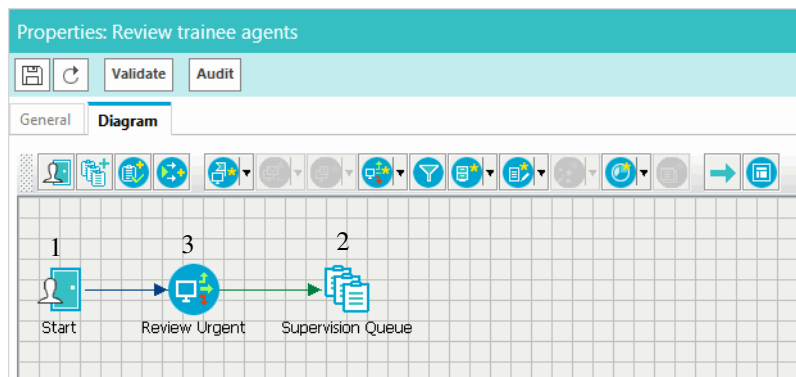 Properties: Review trainee agents
Validate Audit
General Diagram
1 3 2
Start Review Urgent Supervision Queue